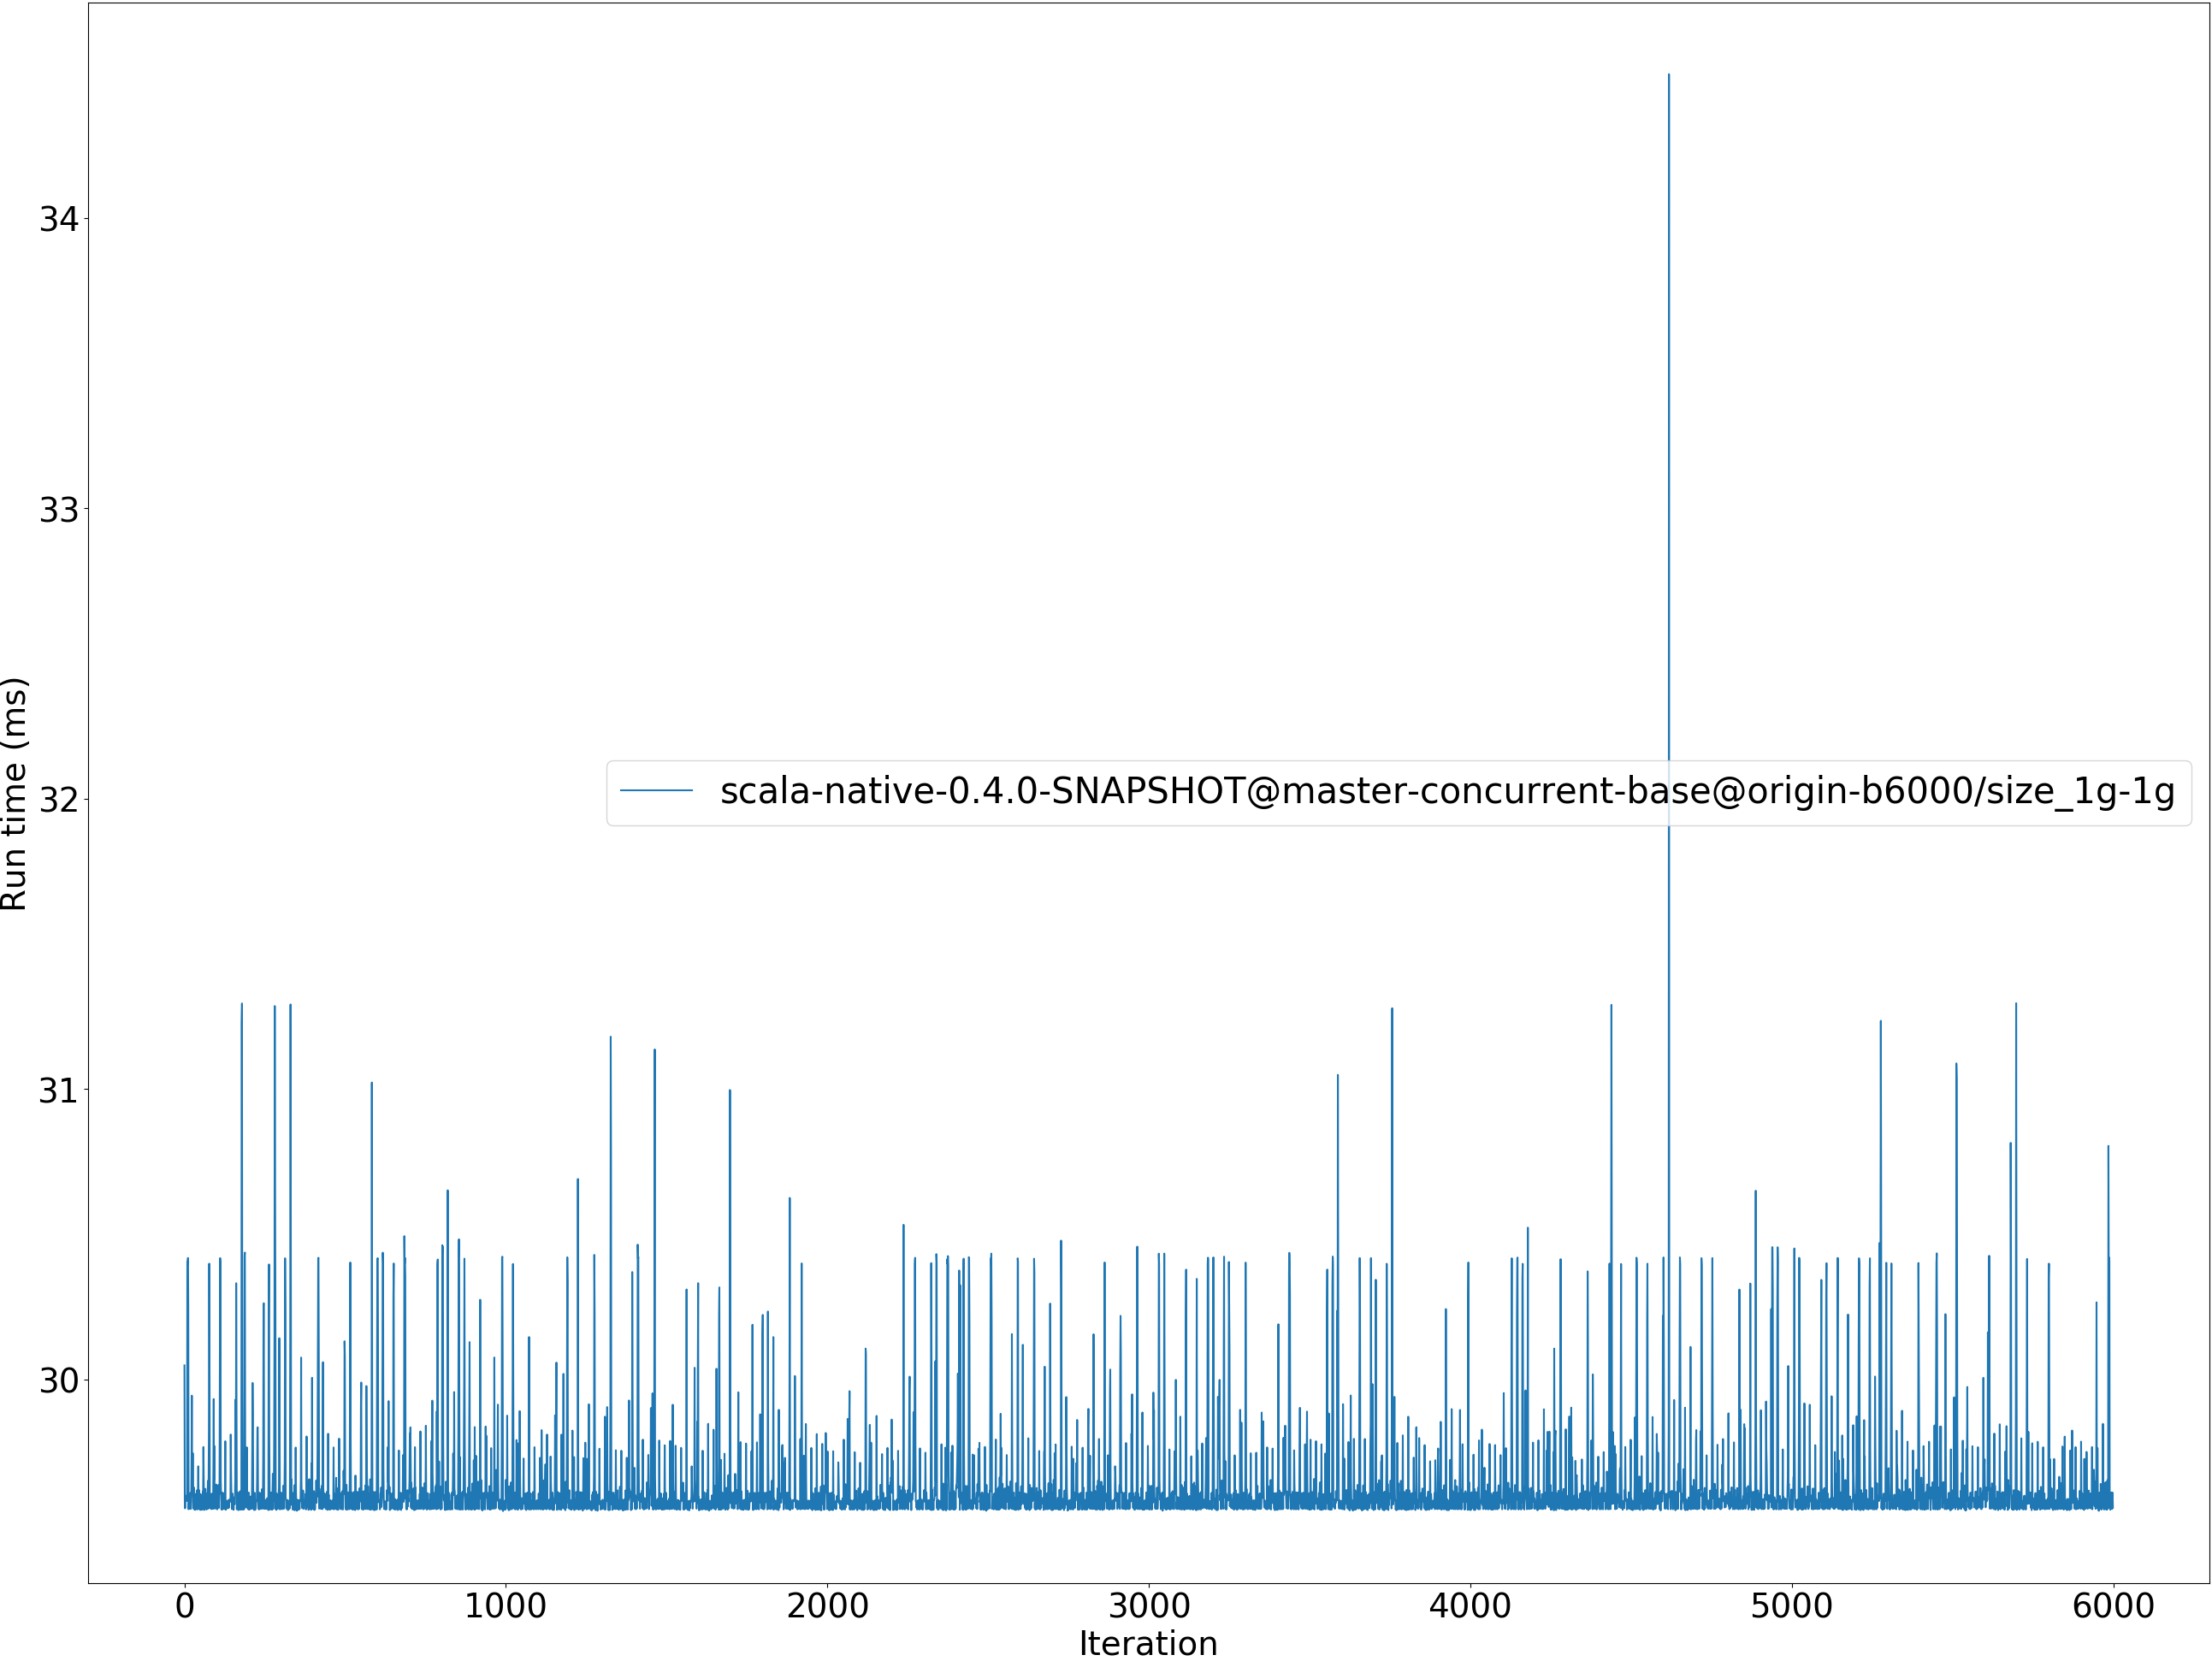 34
33
32
31
30
Run time (ms)
scala-native-0.4.0-SNAPSHOT@master-concurrent-base@origin-b6000/size_1g-1g
0 1000 2000 3000 4000 5000 6000
Iteration